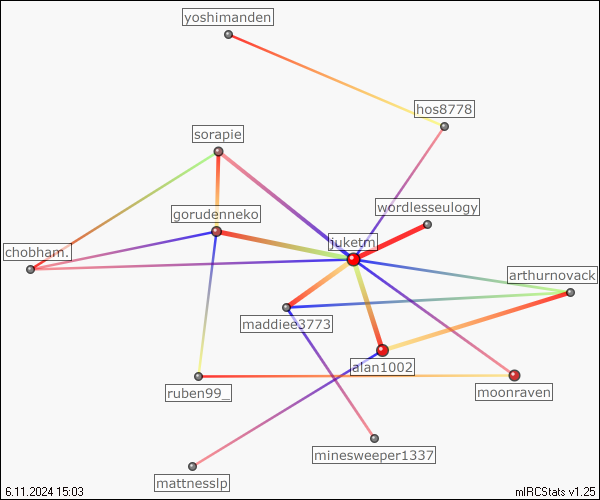 yoshimanden
hos8778
sorapie
wordlesseulogy
gorudenneko
juketm
chobham.
arthurnovack
maddiee3773
alan1002
ruben99_
moonraven
minesweeper1337
mattnesslp
6.11.2024 15:03
mIRCStats v1.25